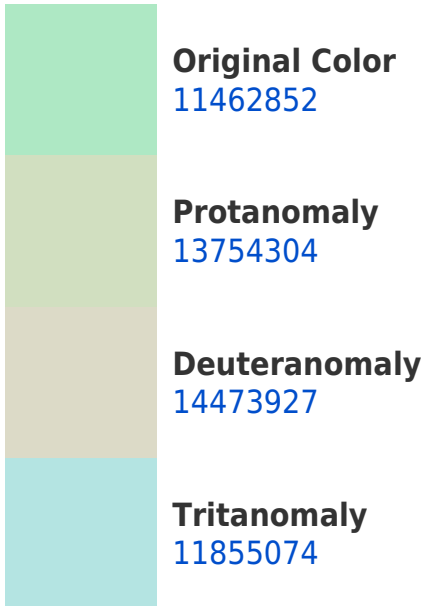 Original Color
11462852
Protanomaly
13754304
Deuteranomaly
14473927
Tritanomaly
11855074